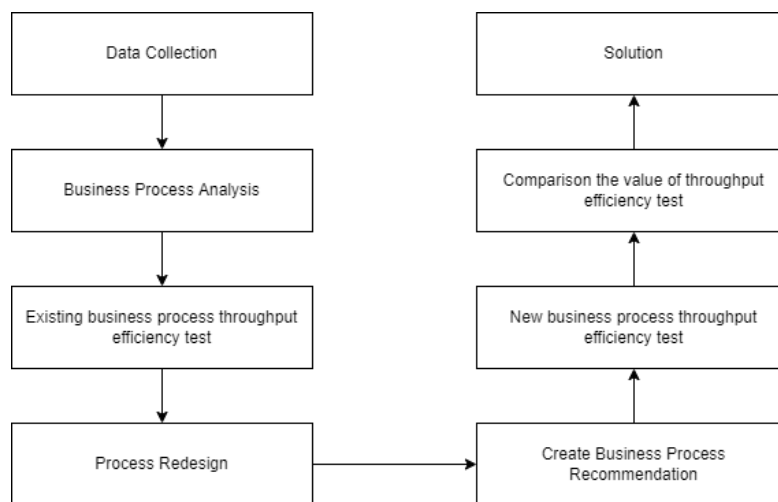 Data Collection
Business Process Analysis
Existing business process throughput
efficiency test
Process Redesign
Create Business Process
Recommendation
New business process throughput
efficiency test
Comparison the value of throughput
efficiency test
Solution